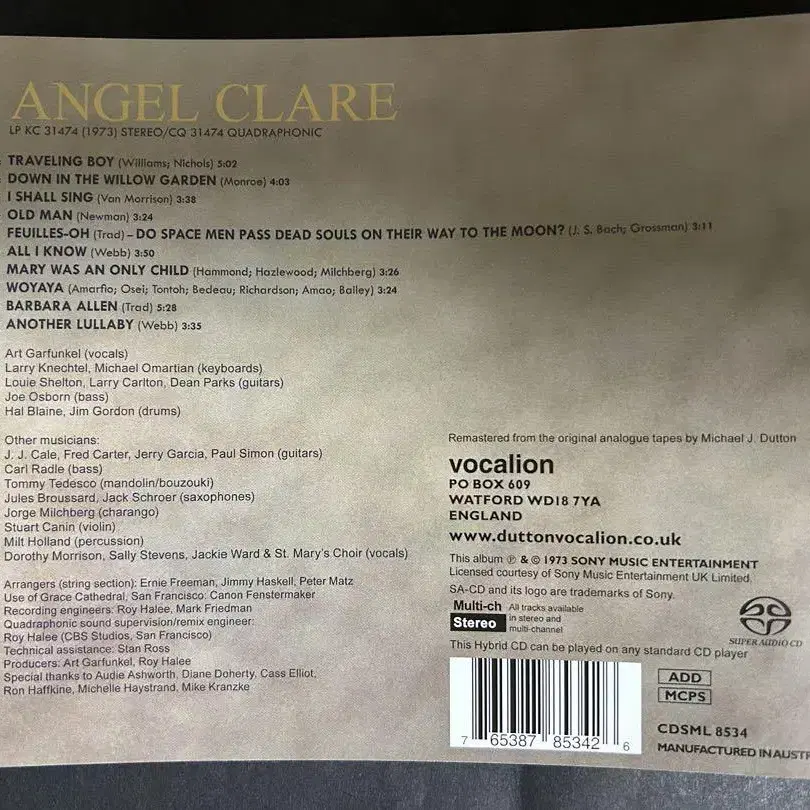 ANGEL CLARE
LP KC 31474 (1973) STEREO/CQ 31474 QUADRAPHONIC
TRAVELING BOY (Williams; Nichols) 5:02
DOWN IN THE WILLOW GARDEN (Monroe) 4:03
I SHALL SING (Van Morrison) 3:38
OLD MAN (Newman) 3:24
FEUILLES-OH (Trad) – DO SPACE MEN PASS DEAD SOULS ON THEIR WAY TO THE MOON? (J. S. Bach; Grossman) 3:11
ALL I KNOW (Webb) 3:50
MARY WAS AN ONLY CHILD (Hammond; Hazlewood; Milchberg) 3:26
WOYAYA (Amarfio; Osei; Tontoh; Bedeau; Richardson; Amao; Bailey) 3:24
BARBARA ALLEN (Trad) 5:28
ANOTHER LULLABY (Webb) 3:35
Art Garfunkel (vocals)
Larry Knechtel, Michael Omartian (keyboards)
Louie Shelton, Larry Carlton, Dean Parks (guitars)
Joe Osborn (bass)
Hal Blaine, Jim Gordon (drums)
Other musicians:
J. J. Cale, Fred Carter, Jerry Garcia, Paul Simon (guitars)
Carl Radle (bass)
Tommy Tedesco (mandolin/bouzouki)
Jules Broussard, Jack Schroer (saxophones)
Jorge Milchberg (charango)
Stuart Canin (violin)
Milt Holland (percussion)
Dorothy Morrison, Sally Stevens, Jackie Ward & St. Mary's Choir (vocals)
Arrangers (string section): Ernie Freeman, Jimmy Haskell, Peter Matz
Use of Grace Cathedral, San Francisco: Canon Fenstermaker
Recording engineers: Roy Halee, Mark Friedman
Quadraphonic sound supervision/remix engineer:
Roy Halee (CBS Studios, San Francisco)
Technical assistance: Stan Ross
Producers: Art Garfunkel, Roy Halee
Special thanks to Audie Ashworth, Diane Doherty, Cass Elliot,
Ron Haffkine, Michelle Haystrand, Mike Kranzke
Remastered from the original analogue tapes by Michael J. Dutton
vocalion
PO BOX 609
WATFORD WD18 7YA
ENGLAND
www.duttonvocalion.co.uk
This album ℗ & © 1973 SONY MUSIC ENTERTAINMENT
Licensed courtesy of Sony Music Entertainment UK Limited.
SA-CD and its logo are trademarks of Sony.
Multi-ch
Stereo
All tracks available
in stereo and
multi-channel
SUPER AUDIO CD
This Hybrid CD can be played on any standard CD player
7 65387 85342 6
ADD
MCPS
CDSML 8534
MANUFACTURED IN AUSTR